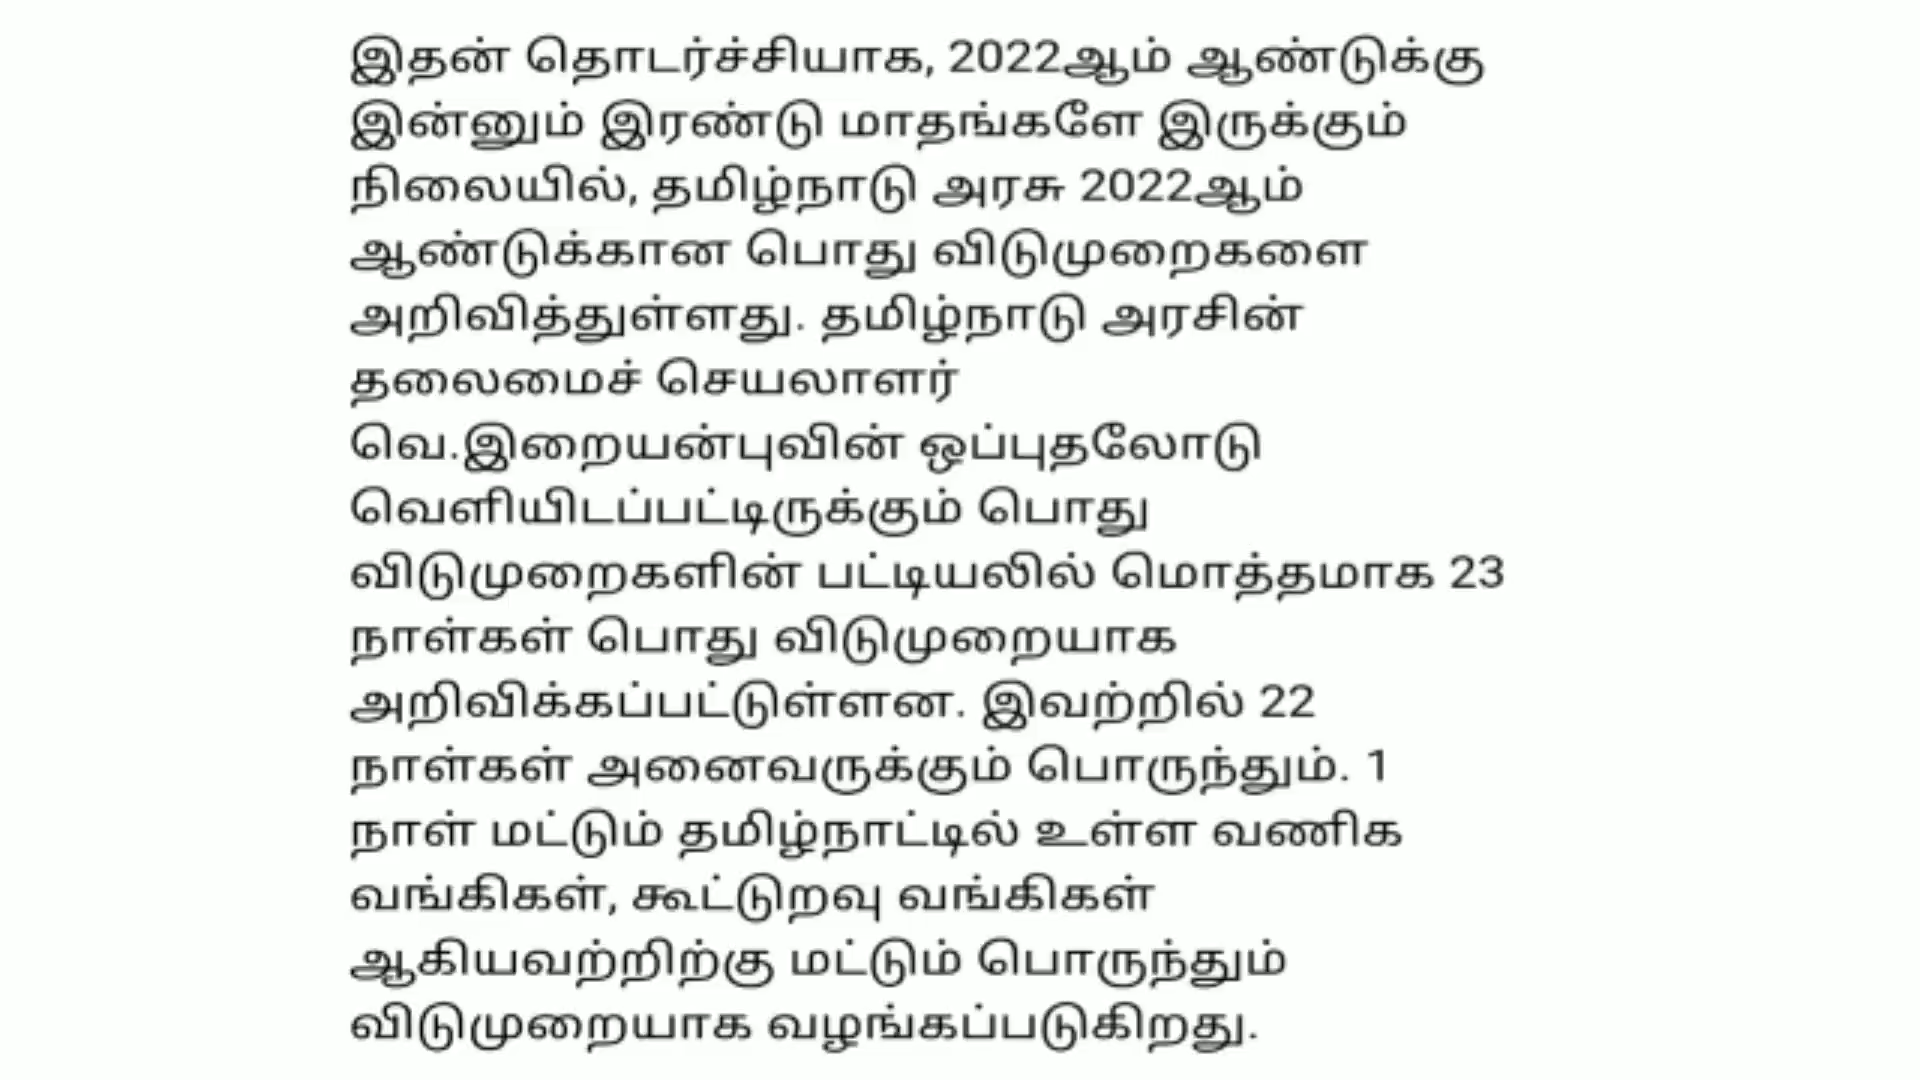 இதன் தொடர்ச்சியாக, 2022ஆம் ஆண்டுக்கு
இன்னும் இரண்டு மாதங்களே இருக்கும்
நிலையில், தமிழ்நாடு அரசு 2022ஆம்
ஆண்டுக்கான பொது விடுமுறைகளை
அறிவித்துள்ளது. தமிழ்நாடு அரசின்
தலைமைச் செயலாளர்
வெ.இறையன்புவின் ஒப்புதலோடு
வெளியிடப்பட்டிருக்கும் பொது
விடுமுறைகளின் பட்டியலில் மொத்தமாக 23
நாள்கள் பொது விடுமுறையாக
அறிவிக்கப்பட்டுள்ளன. இவற்றில் 22
நாள்கள் அனைவருக்கும் பொருந்தும். 1
நாள் மட்டும் தமிழ்நாட்டில் உள்ள வணிக
வங்கிகள், கூட்டுறவு வங்கிகள்
ஆகியவற்றிற்கு மட்டும் பொருந்தும்
விடுமுறையாக வழங்கப்படுகிறது.